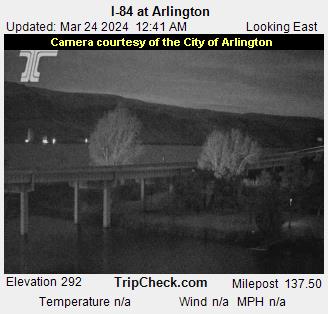 I-84 at Arlington
Updated: Mar 24 2024 12:41 AM Looking East
Camera courtesy of the City of Arlington
Elevation 292 TripCheck.com Milepost 137.50
Temperature n/a Wind n/a MPH n/a